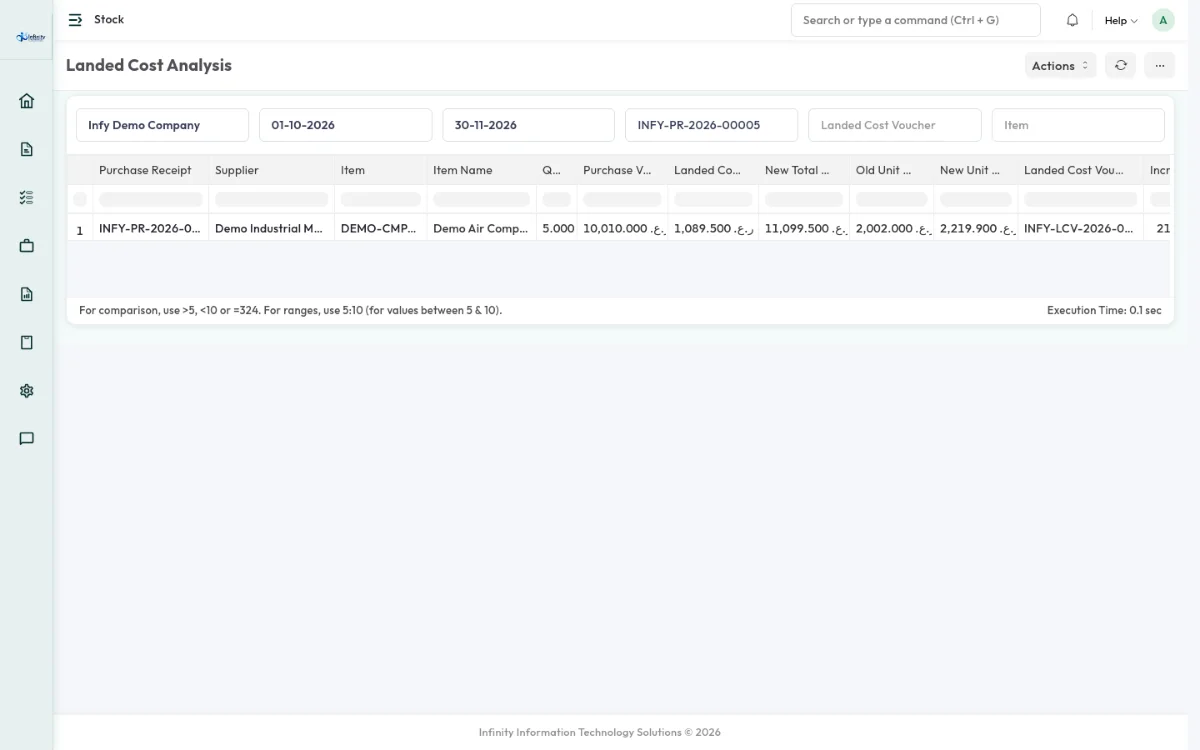 Infinity
Stock
Search or type a command (Ctrl + G)
Help
A
Landed Cost Analysis
Actions
Infy Demo Company
01-10-2026
30-11-2026
INFY-PR-2026-00005
Landed Cost Voucher
Item
Purchase Receipt Supplier Item Item Name Q... Purchase V... Landed Co... New Total ... Old Unit ... New Unit ... Landed Cost Vou... Incr
1 INFY-PR-2026-0... Demo Industrial M... DEMO-CMP... Demo Air Comp... 5.000 10,010.000 ر.ع. 1,089.500 ر.ع. 11,099.500 ر.ع. 2,002.000 ر.ع. 2,219.900 ر.ع. INFY-LCV-2026-0... 21
For comparison, use >5, <10 or =324. For ranges, use 5:10 (for values between 5 & 10).
Execution Time: 0.1 sec
Infinity Information Technology Solutions © 2026